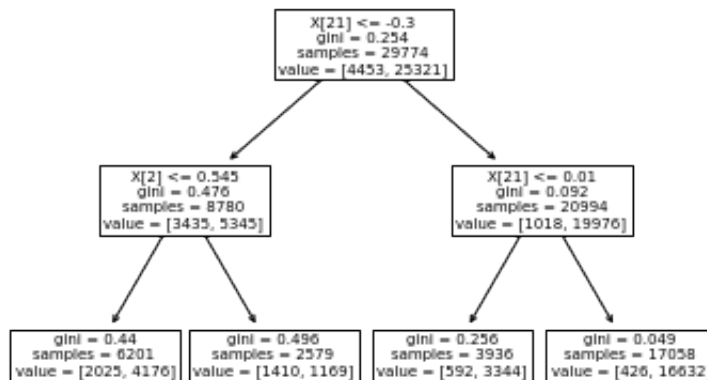 X[21] <= -0.3
gini = 0.254
samples = 29774
value = [4453, 25321]
X[2] <= 0.545
gini = 0.476
samples = 8780
value = [3435, 5345]
X[21] <= 0.01
gini = 0.092
samples = 20994
value = [1018, 19976]
gini = 0.44
samples = 6201
value = [2025, 4176]
gini = 0.496
samples = 2579
value = [1410, 1169]
gini = 0.256
samples = 3936
value = [592, 3344]
gini = 0.049
samples = 17058
value = [426, 16632